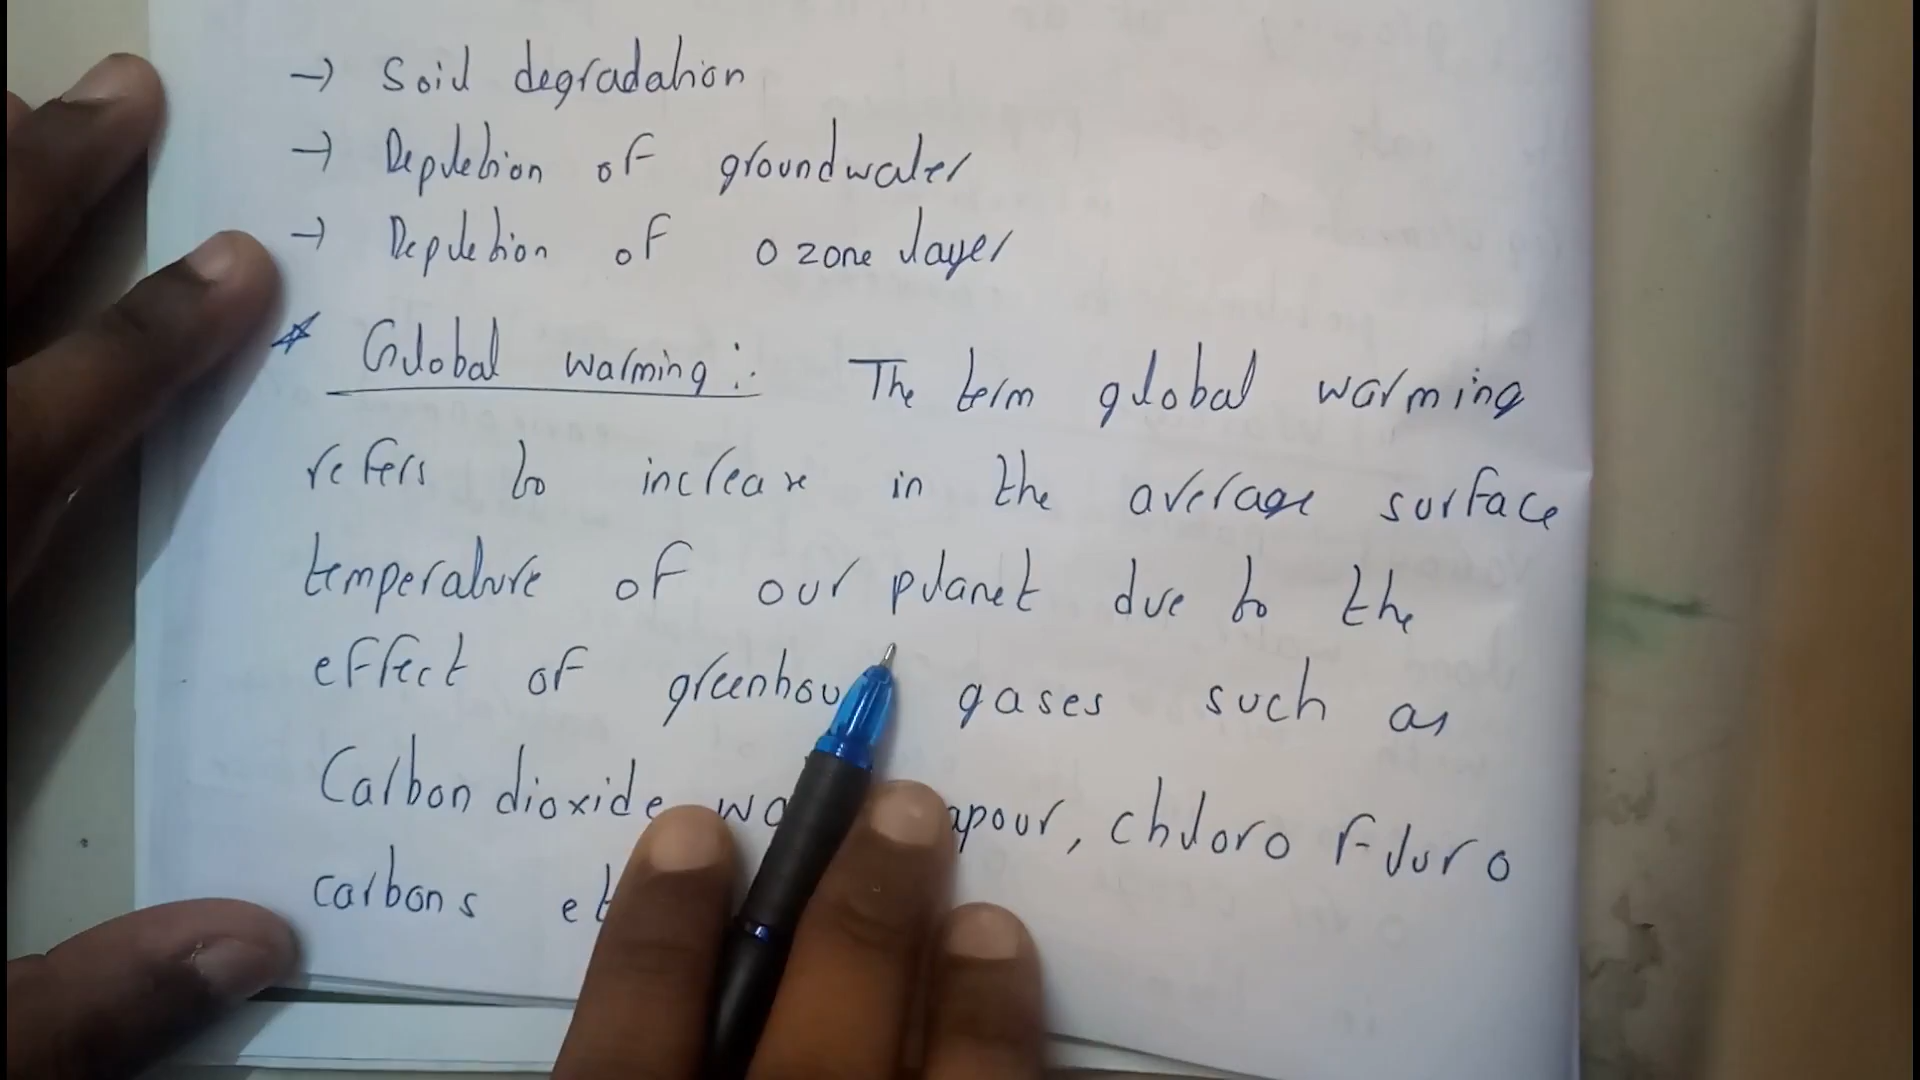 → Soil degradation
→ Depletion of groundwater
→ Depletion of ozone layer
* Global warming:- The term global warming
refers to increase in the average surface
temperature of our planet due to the
effect of gases such as
Carbon dioxide chloro fluro
carbons